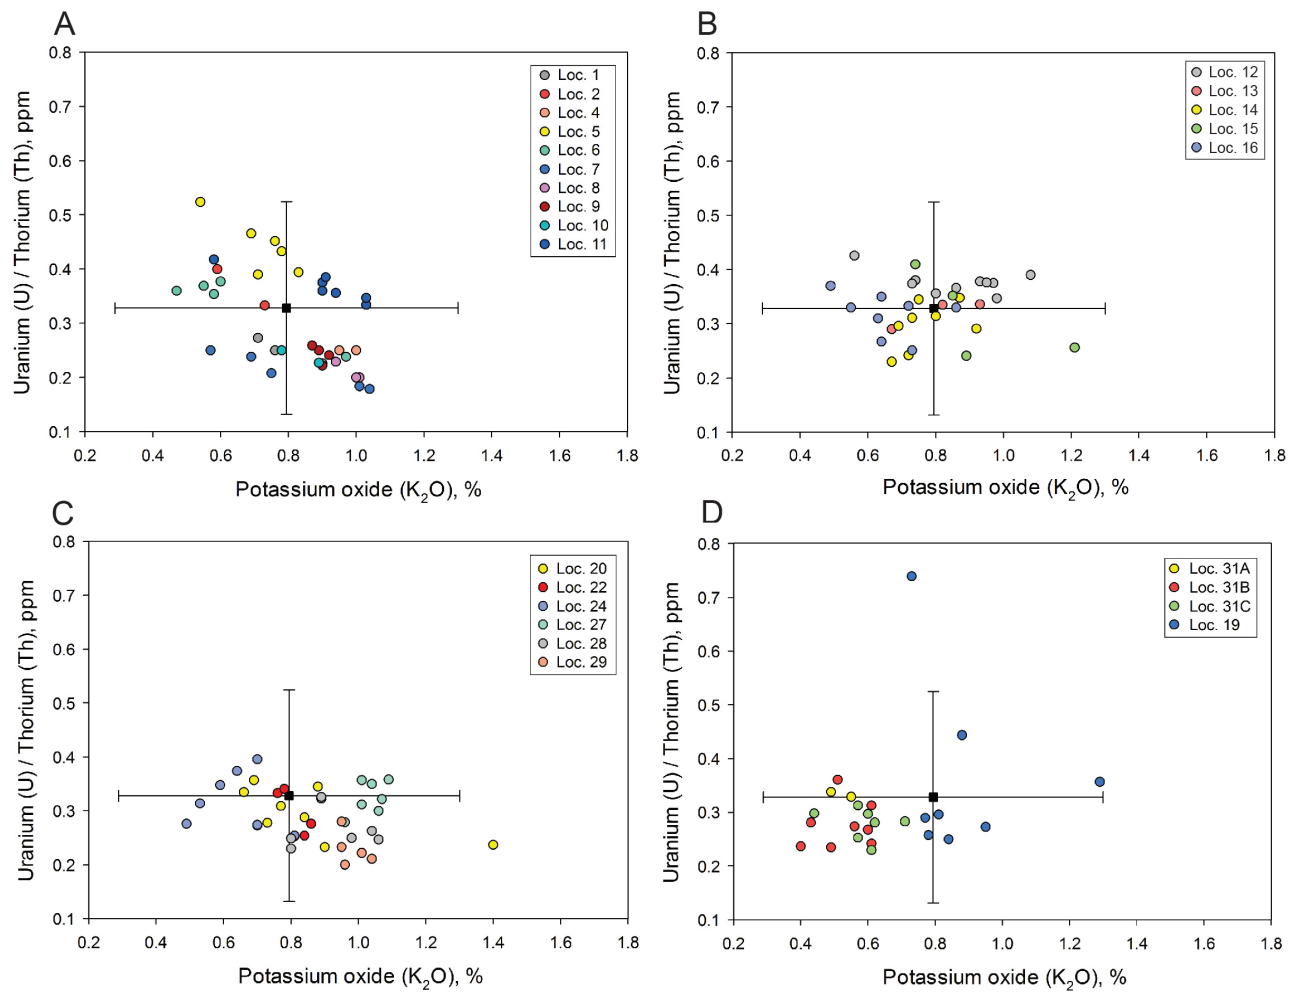 A
Uranium (U) / Thorium (Th), ppm
0.8
0.7
0.6
0.5
0.4
0.3
0.2
0.1
Loc. 1
Loc. 2
Loc. 4
Loc. 5
Loc. 6
Loc. 7
Loc. 8
Loc. 9
Loc. 10
Loc. 11
0.2 0.4 0.6 0.8 1.0 1.2 1.4 1.6 1.8
Potassium oxide (K₂O), %
B
Uranium (U) / Thorium (Th), ppm
0.8
0.7
0.6
0.5
0.4
0.3
0.2
0.1
Loc. 12
Loc. 13
Loc. 14
Loc. 15
Loc. 16
0.2 0.4 0.6 0.8 1.0 1.2 1.4 1.6 1.8
Potassium oxide (K₂O), %
C
Uranium (U) / Thorium (Th), ppm
0.8
0.7
0.6
0.5
0.4
0.3
0.2
0.1
Loc. 20
Loc. 22
Loc. 24
Loc. 27
Loc. 28
Loc. 29
0.2 0.4 0.6 0.8 1.0 1.2 1.4 1.6 1.8
Potassium oxide (K₂O), %
D
Uranium (U) / Thorium (Th), ppm
0.8
0.7
0.6
0.5
0.4
0.3
0.2
0.1
Loc. 31A
Loc. 31B
Loc. 31C
Loc. 19
0.2 0.4 0.6 0.8 1.0 1.2 1.4 1.6 1.8
Potassium oxide (K₂O), %